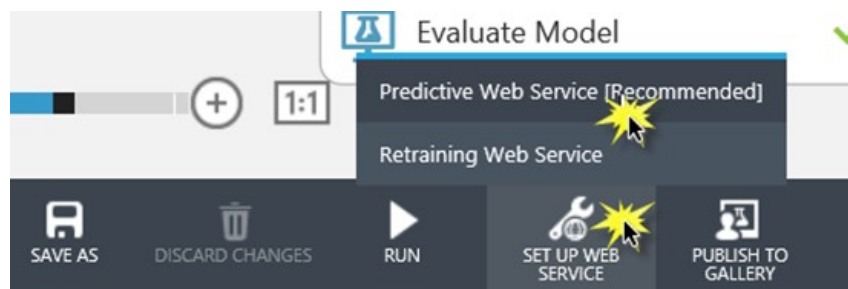 Evaluate Model
1:1
Predictive Web Service [Recommended]
Retraining Web Service
SAVE AS
DISCARD CHANGES
RUN
SET UP WEB
SERVICE
PUBLISH TO
GALLERY